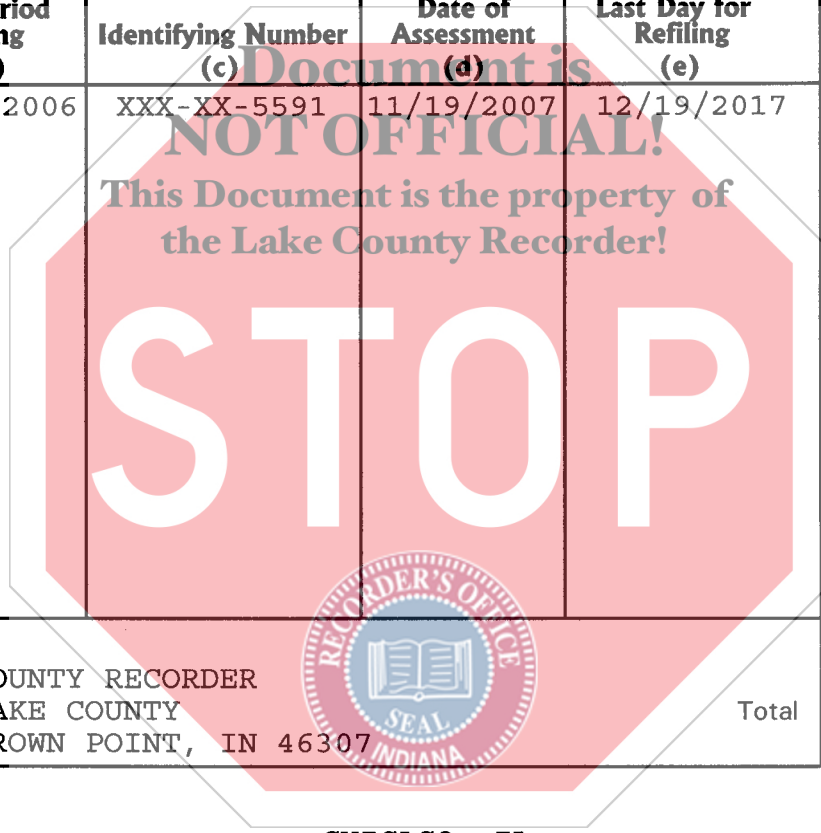 riod
ng
Identifying Number
Date of
Assessment
Last Day for
Refiling
)
(c)
(d)
(e)
Document is
2006
XXX-XX-5591
11/19/2007
12/19/2017
NOT OFFICIAL!
This Document is the property of
the Lake County Recorder!
STOP
RECORDER'S OFFICE
SEAL
INDIANA
OUNTY RECORDER
AKE COUNTY
Total
ROWN POINT, IN 46307